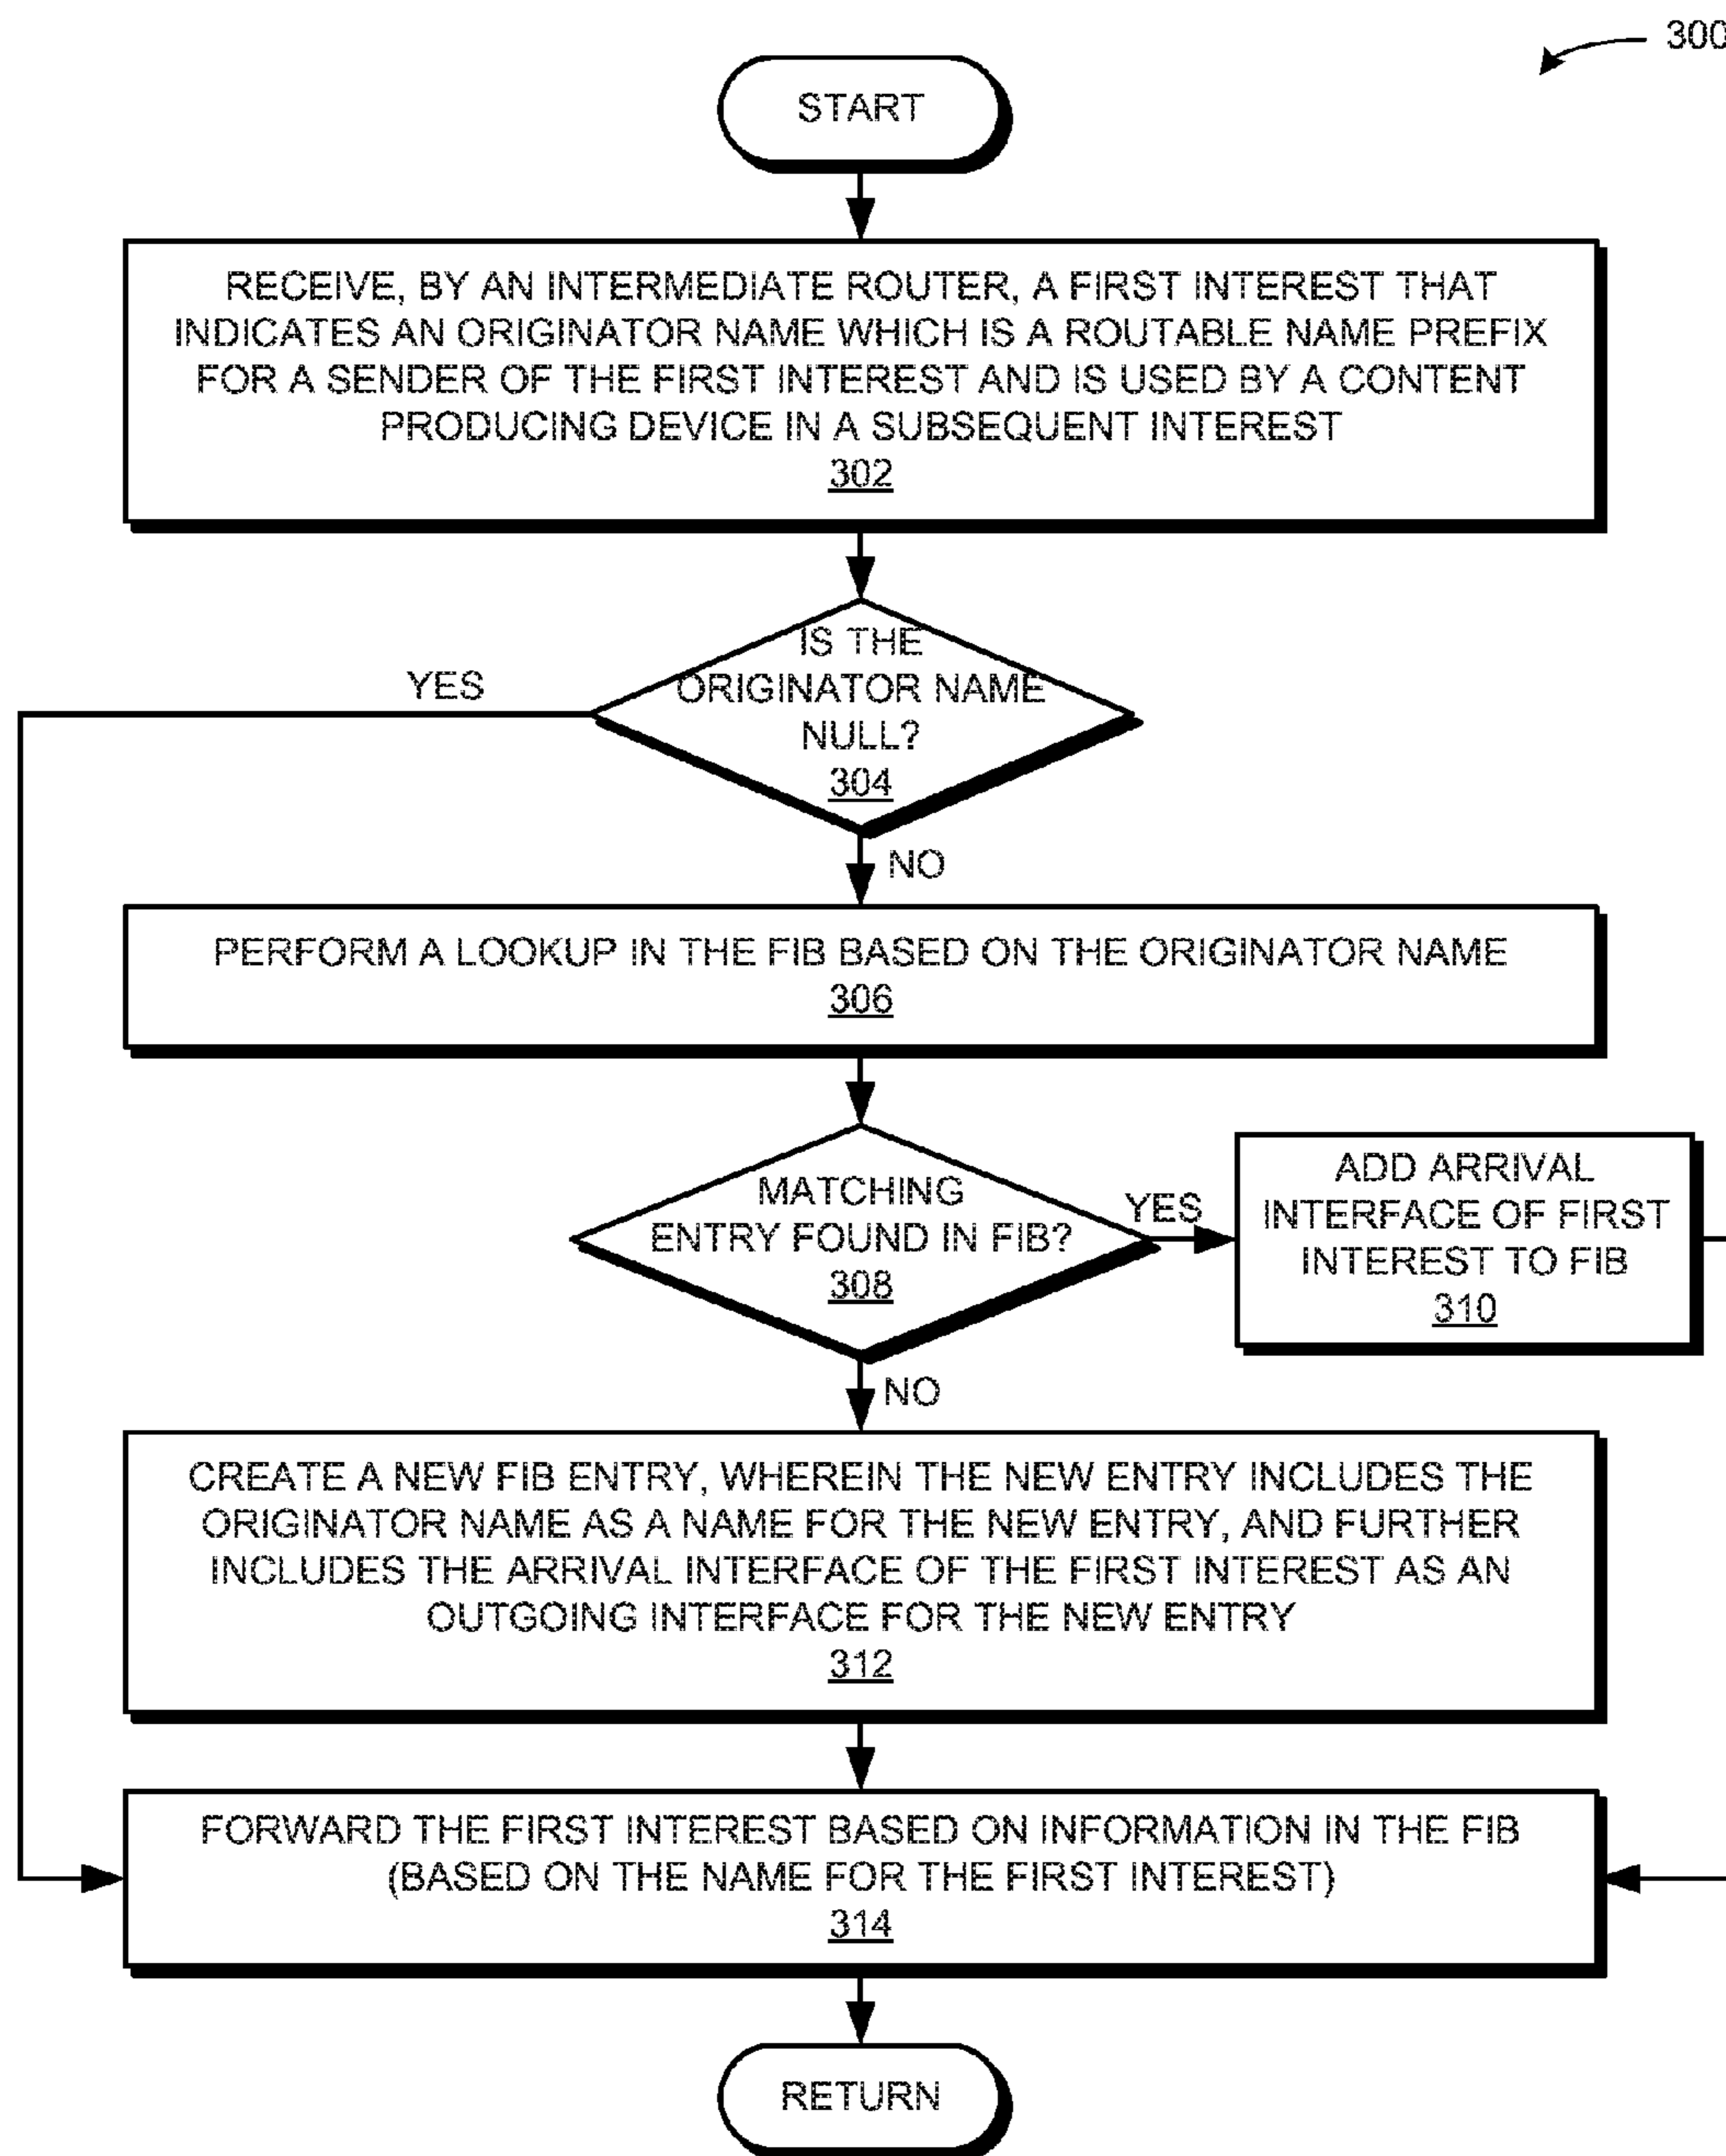 300
START
RECEIVE, BY AN INTERMEDIATE ROUTER, A FIRST INTEREST THAT
INDICATES AN ORIGINATOR NAME WHICH IS A ROUTABLE NAME PREFIX
FOR A SENDER OF THE FIRST INTEREST AND IS USED BY A CONTENT
PRODUCING DEVICE IN A SUBSEQUENT INTEREST
302
IS THE
ORIGINATOR NAME
NULL?
304
YES
NO
PERFORM A LOOKUP IN THE FIB BASED ON THE ORIGINATOR NAME
306
MATCHING
ENTRY FOUND IN FIB?
308
YES
ADD ARRIVAL
INTERFACE OF FIRST
INTEREST TO FIB
310
NO
CREATE A NEW FIB ENTRY, WHEREIN THE NEW ENTRY INCLUDES THE
ORIGINATOR NAME AS A NAME FOR THE NEW ENTRY, AND FURTHER
INCLUDES THE ARRIVAL INTERFACE OF THE FIRST INTEREST AS AN
OUTGOING INTERFACE FOR THE NEW ENTRY
312
FORWARD THE FIRST INTEREST BASED ON INFORMATION IN THE FIB
(BASED ON THE NAME FOR THE FIRST INTEREST)
314
RETURN